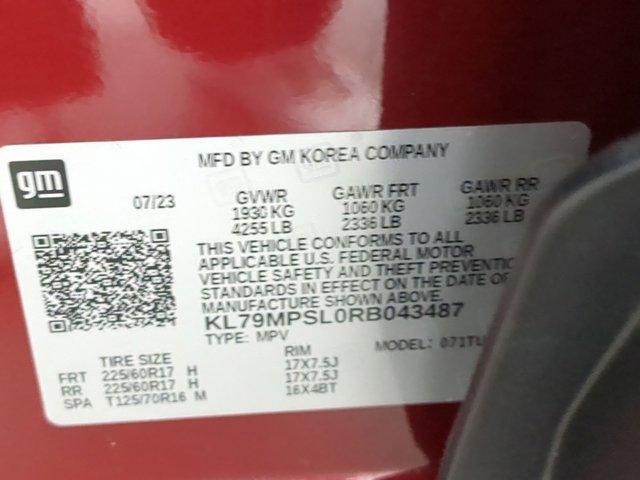 gm
MFD BY GM KOREA COMPANY
07/23
GVWR GAWR FRT GAWR RR
1930 KG 1060 KG 1060 KG
4255 LB 2336 LB 2336 LB
THIS VEHICLE CONFORMS TO ALL
APPLICABLE U.S. FEDERAL MOTOR
VEHICLE SAFETY AND THEFT PREVENTIO
STANDARDS IN EFFECT ON THE DATE OF
MANUFACTURE SHOWN ABOVE.
KL79MPSL0RB043487
TYPE: MPV MODEL: 071TU
TIRE SIZE RIM
FRT 225/60R17 H 17X7.5J
RR 225/60R17 H 17X7.5J
SPA T125/70R16 M 16X4BT